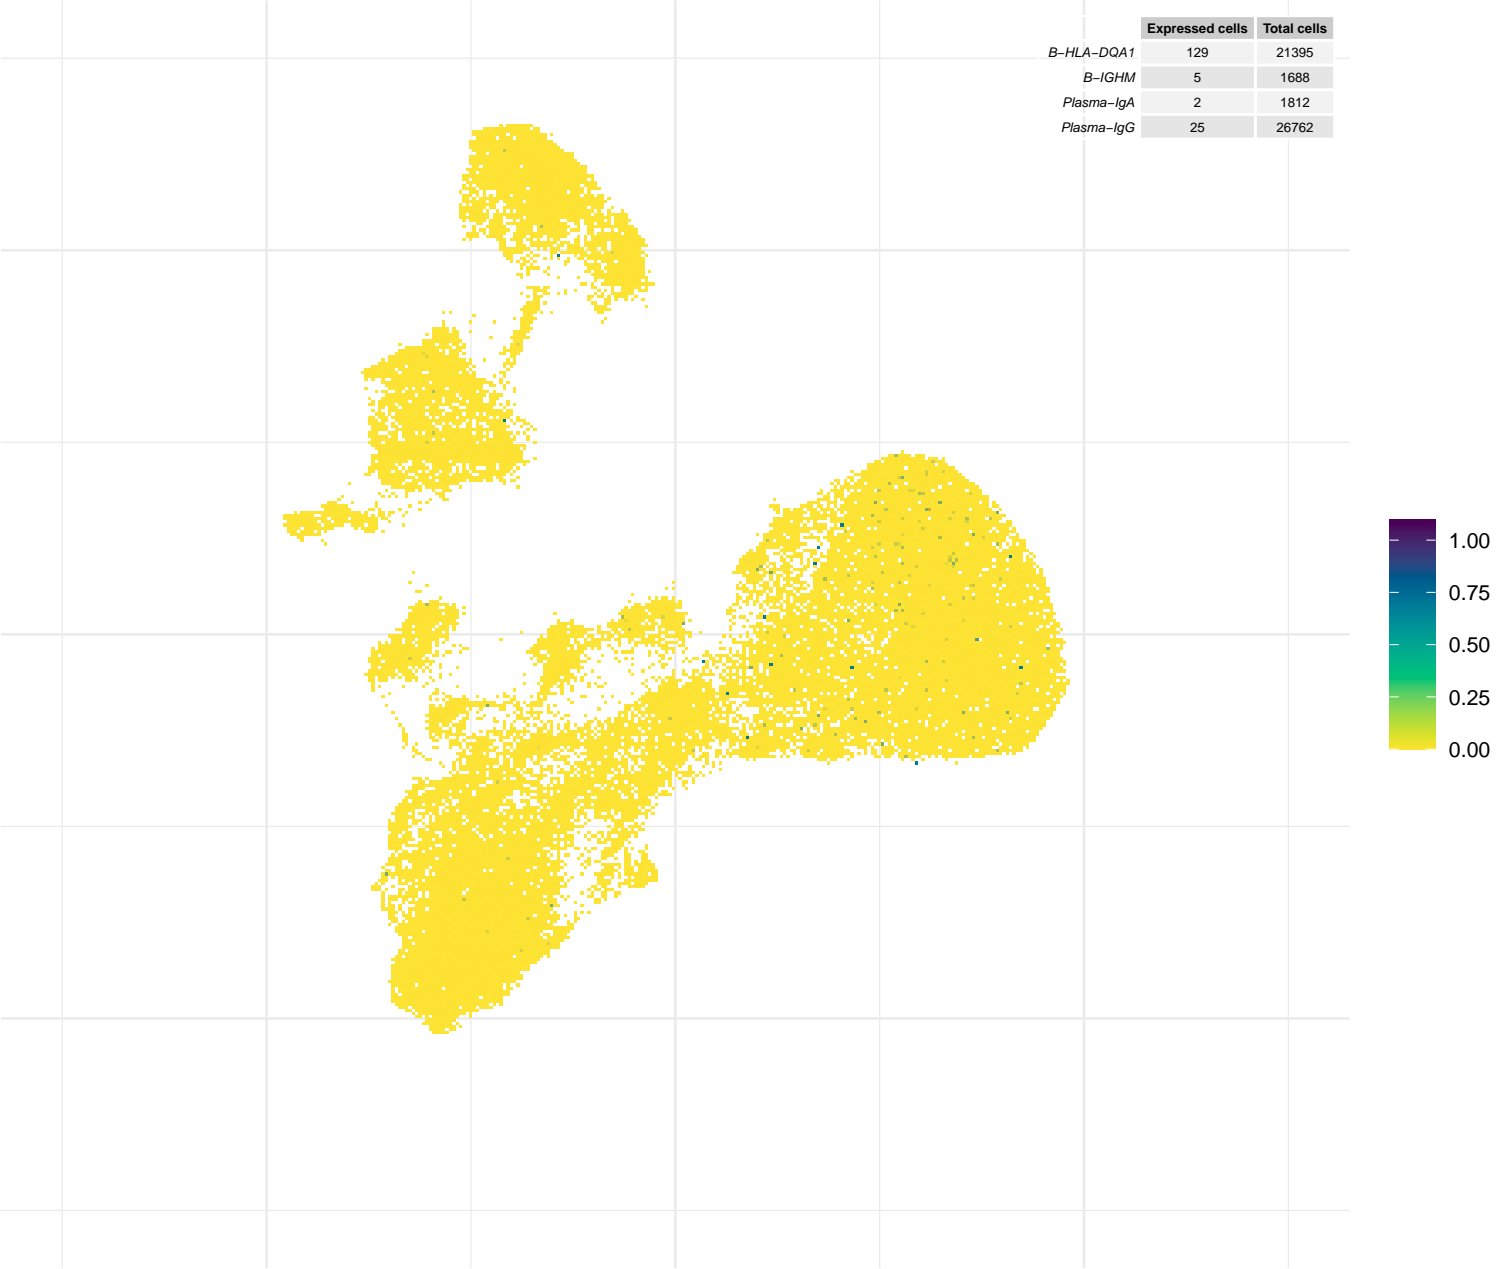 Expressed cells Total cells
B−HLA−DQA1 129 21395
B−IGHM 5 1688
Plasma−IgA 2 1812
Plasma−IgG 25 26762
1.00
0.75
0.50
0.25
0.00